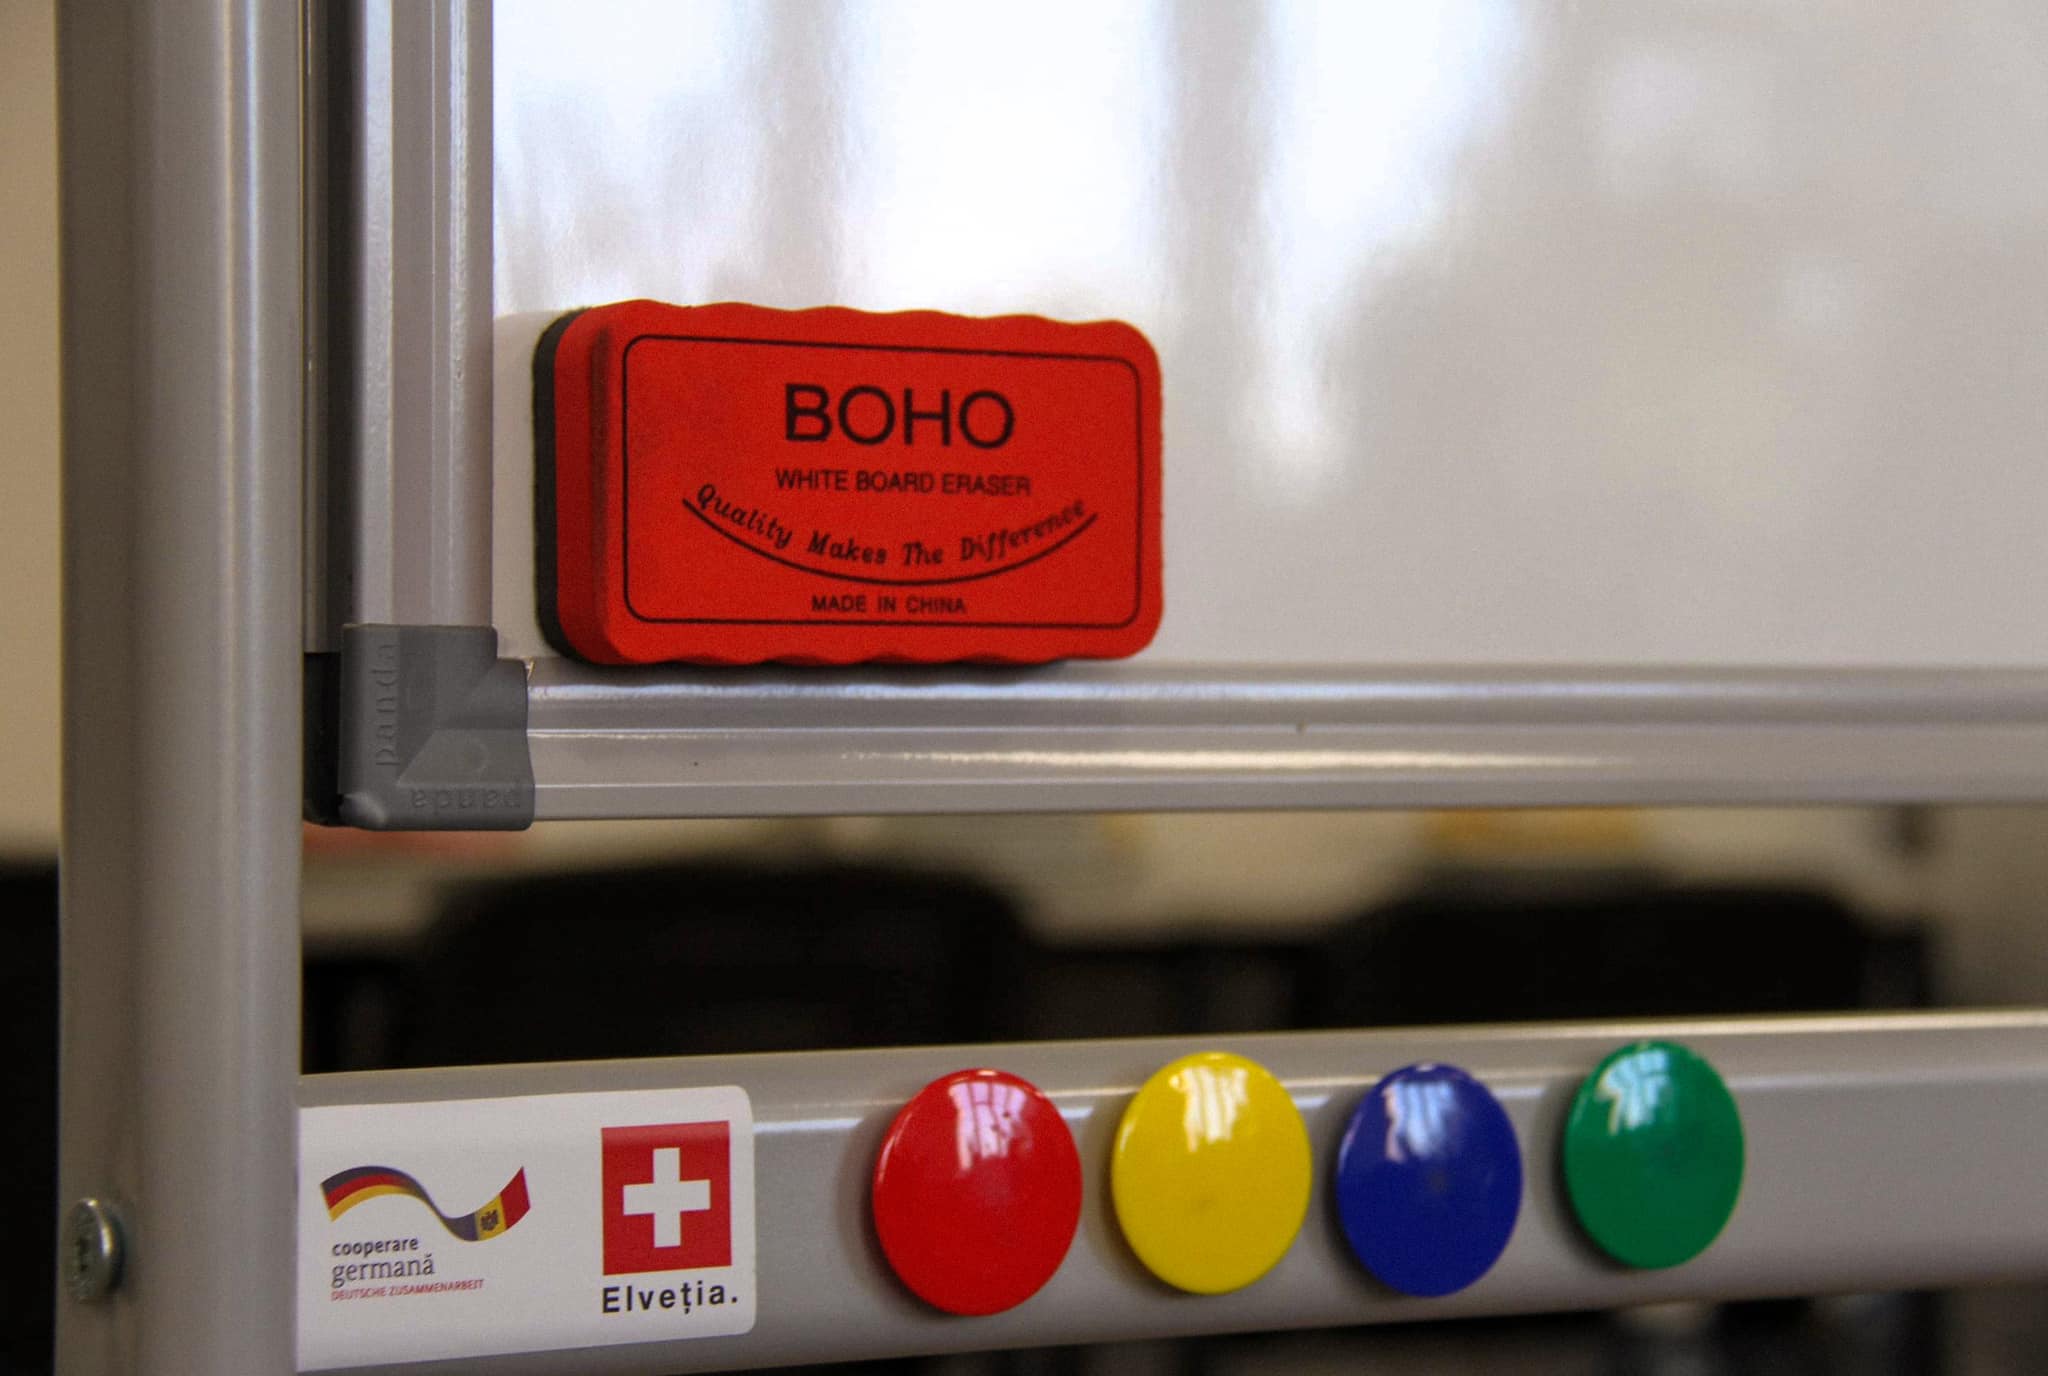 BOHO
WHITE BOARD ERASER
Quality Makes The Difference
MADE IN CHINA
panda
panda
cooperare
germană
DEUTSCHE ZUSAMMENARBEIT
Elveția.